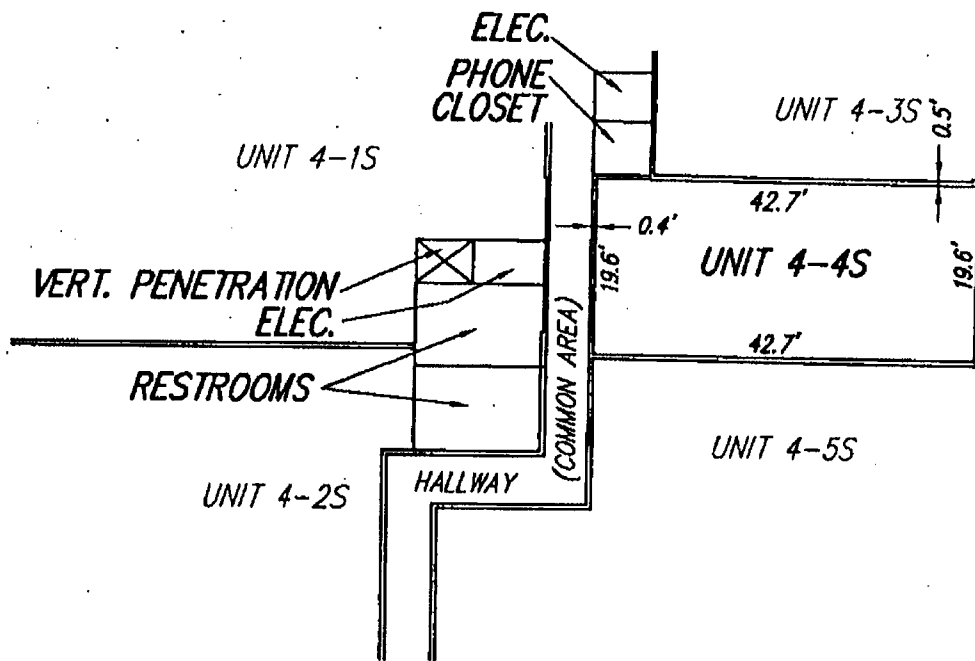 ELEC.
PHONE
CLOSET
UNIT 4-3S
0.5'
UNIT 4-1S
42.7'
0.4'
19.6'
UNIT 4-4S
19.6'
VERT. PENETRATION
ELEC.
(COMMON AREA)
42.7'
RESTROOMS
UNIT 4-5S
HALLWAY
UNIT 4-2S